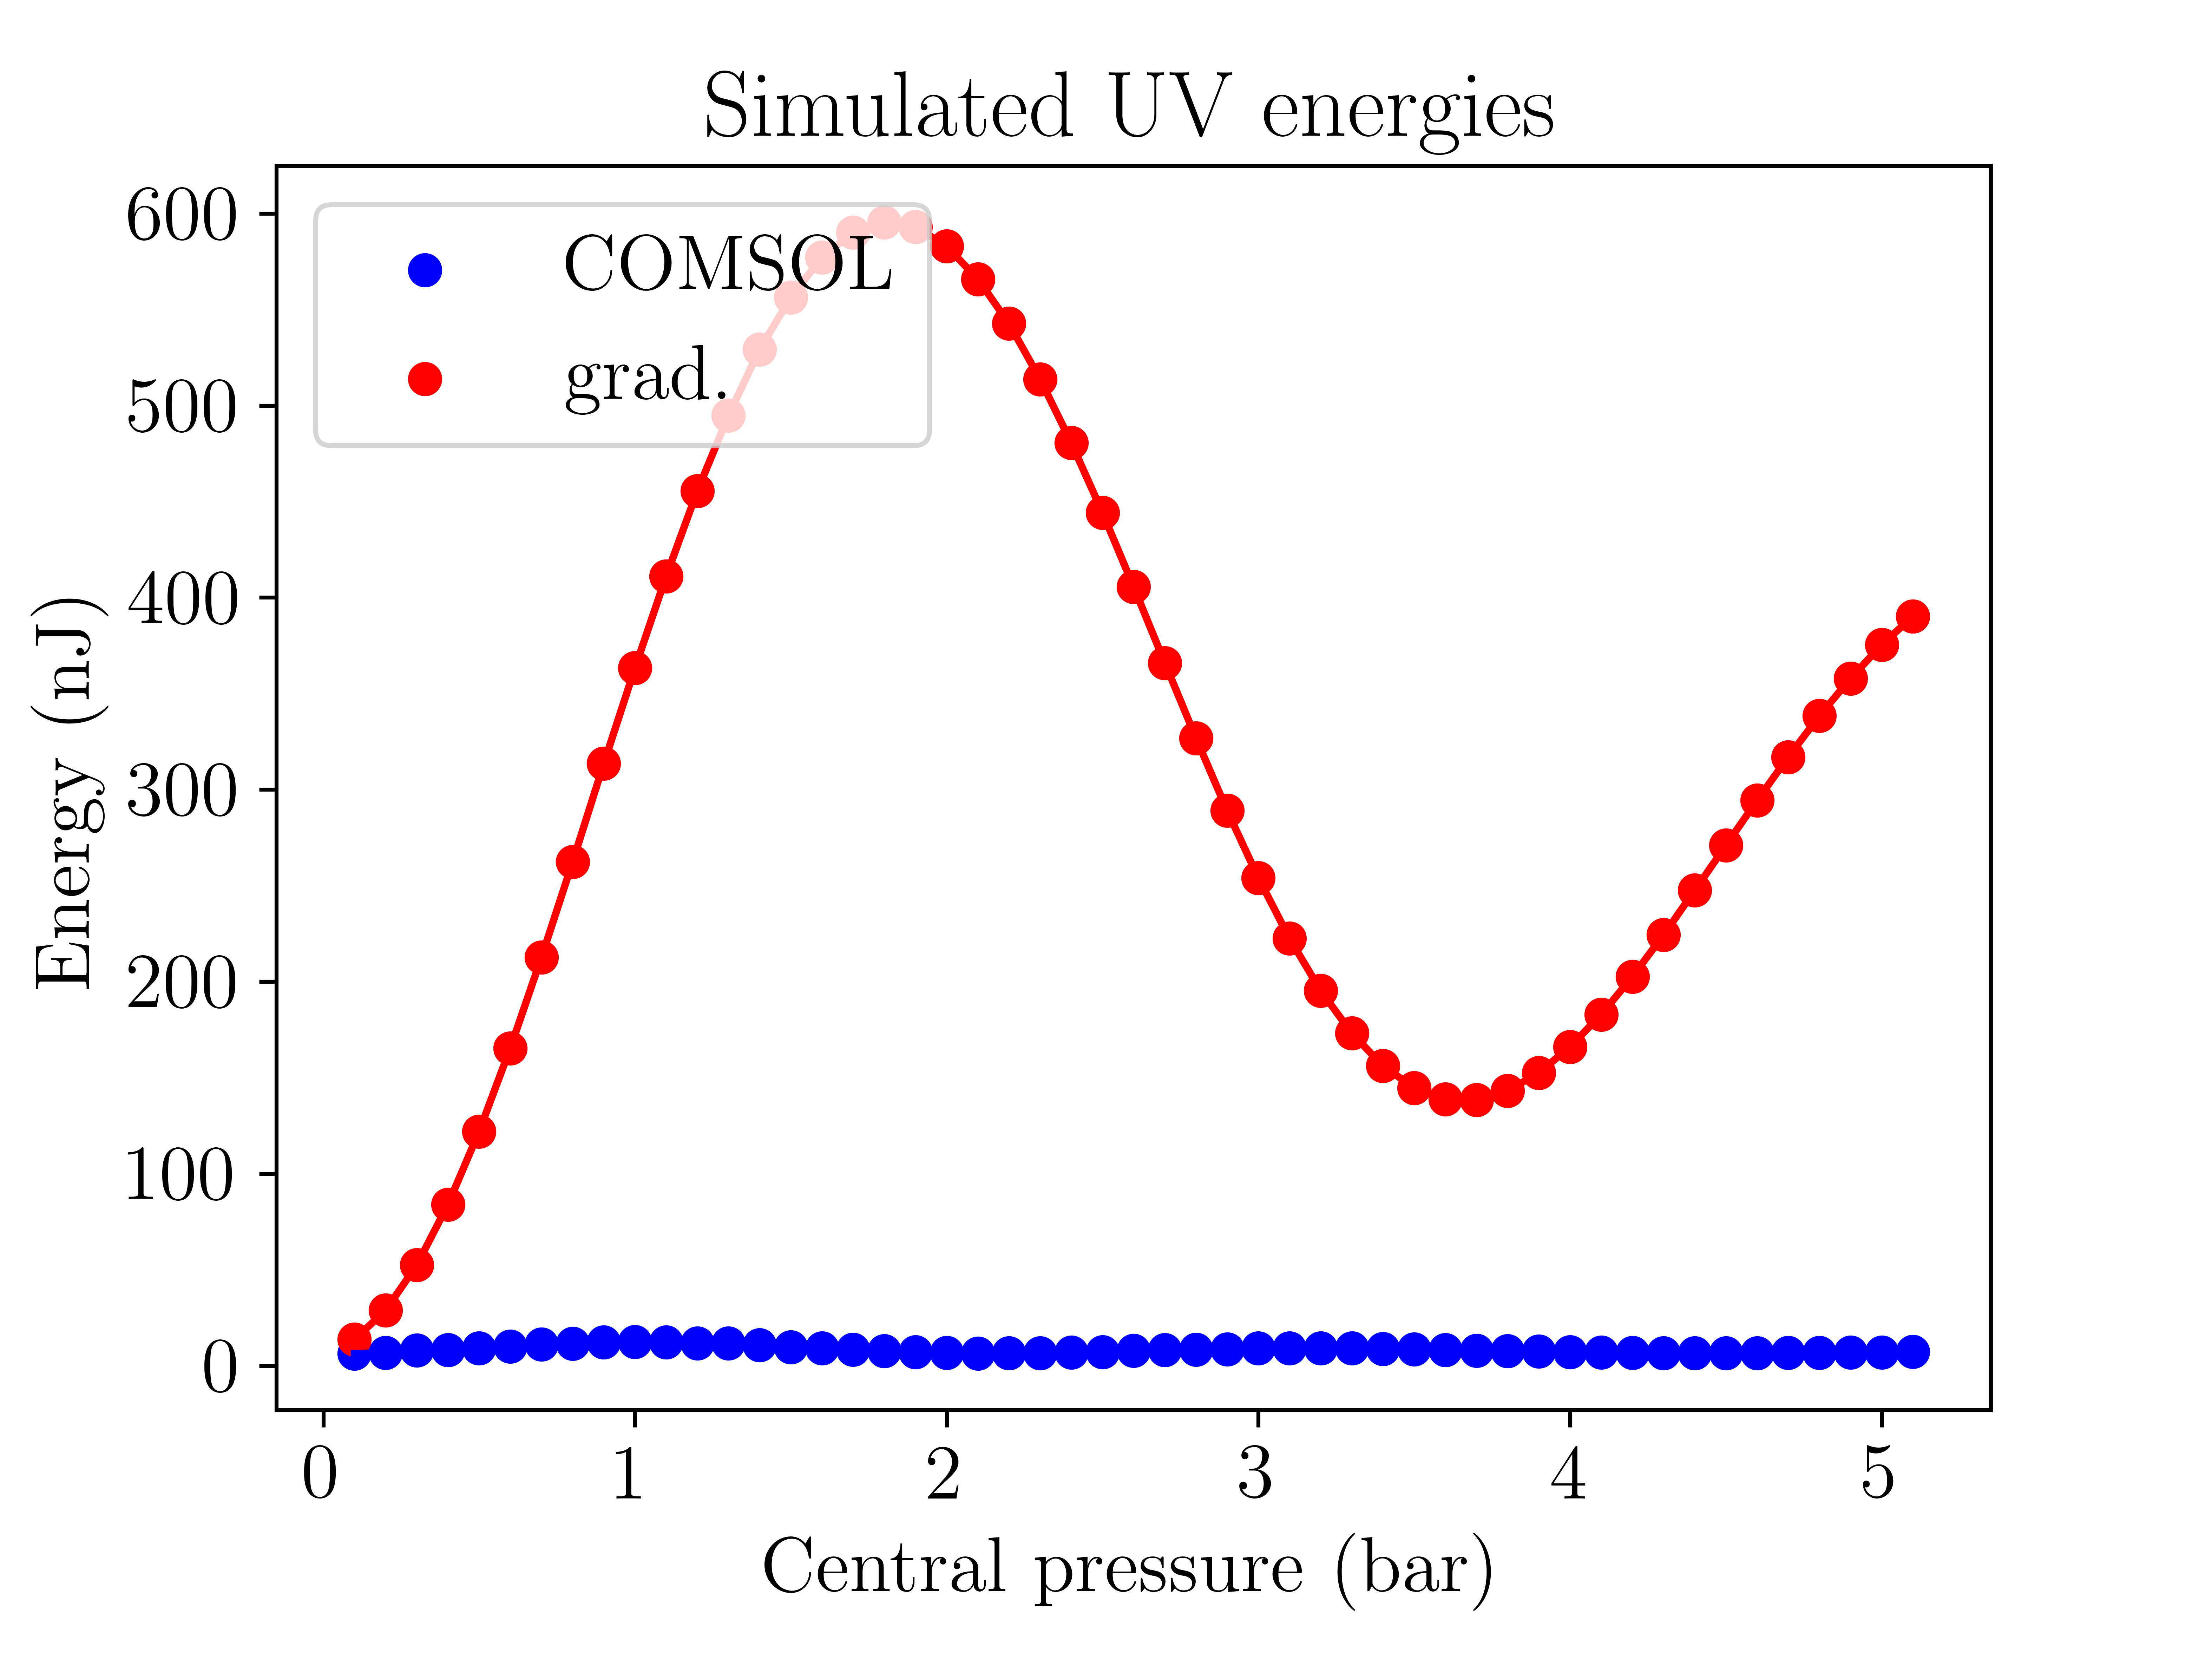 Simulated UV energies
COMSOL
grad.
Energy (nJ)
600
500
400
300
200
100
0
0 1 2 3 4 5
Central pressure (bar)